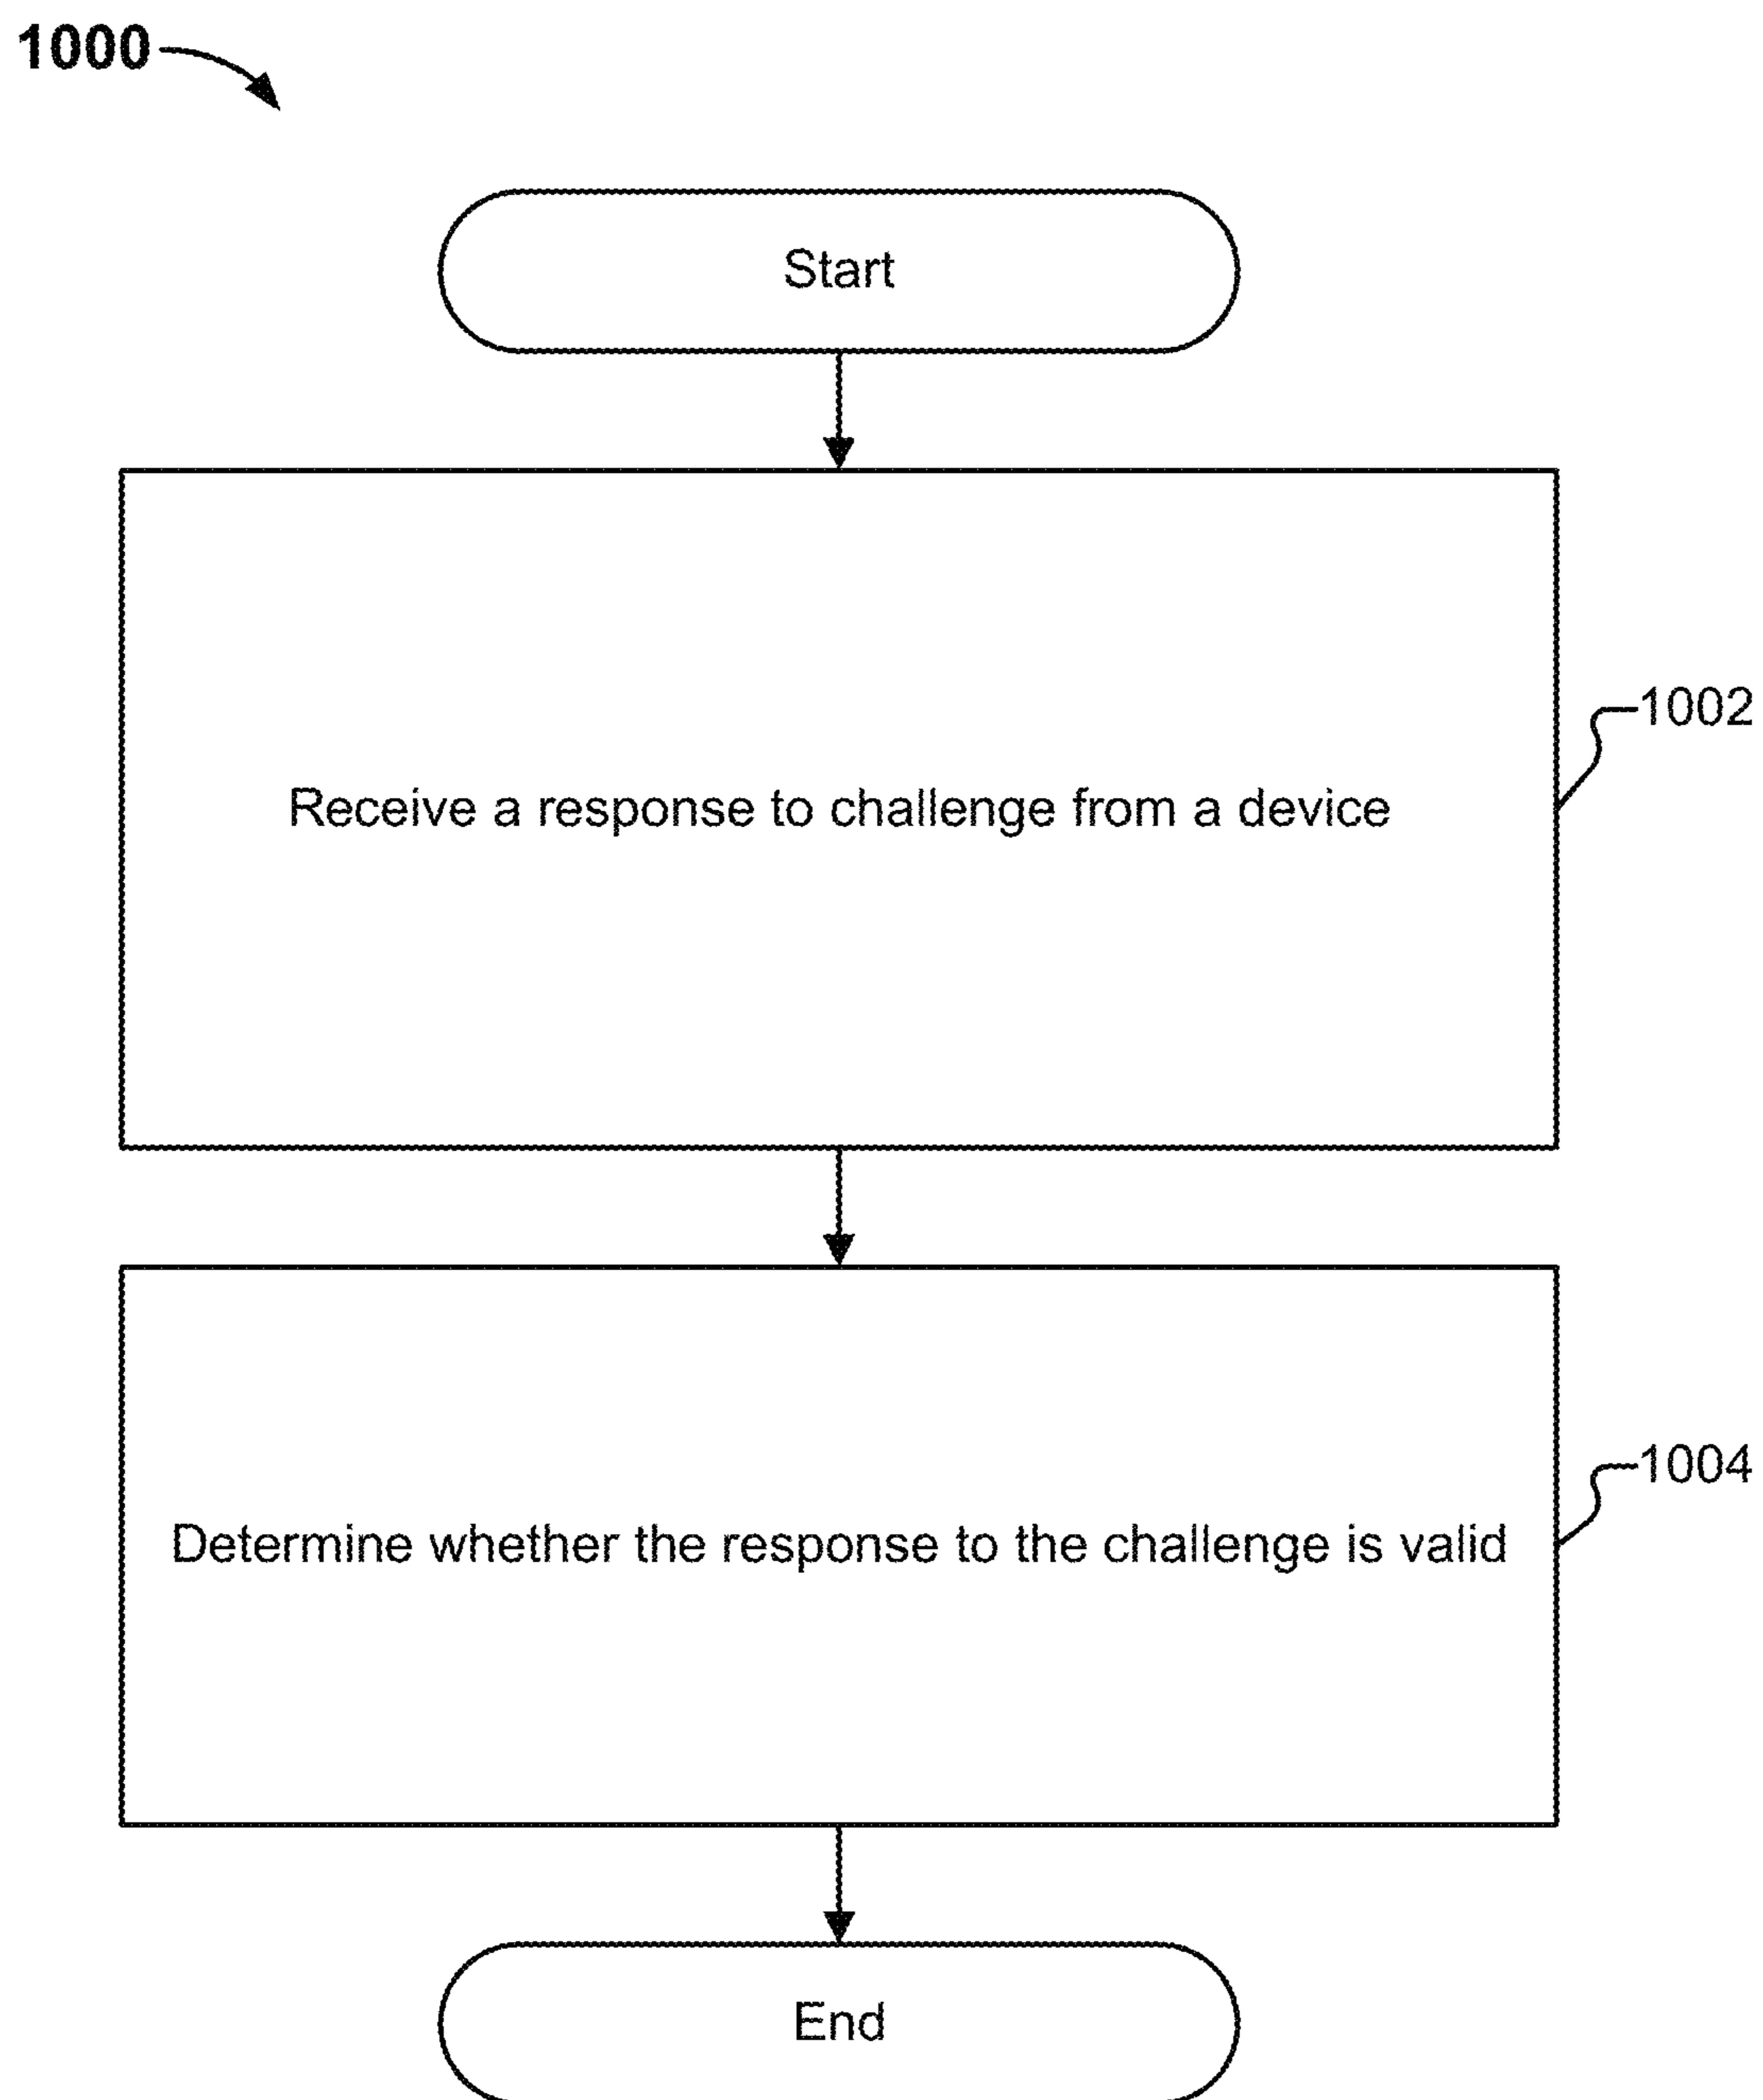 1000
Start
Receive a response to challenge from a device
1002
Determine whether the response to the challenge is valid
1004
End